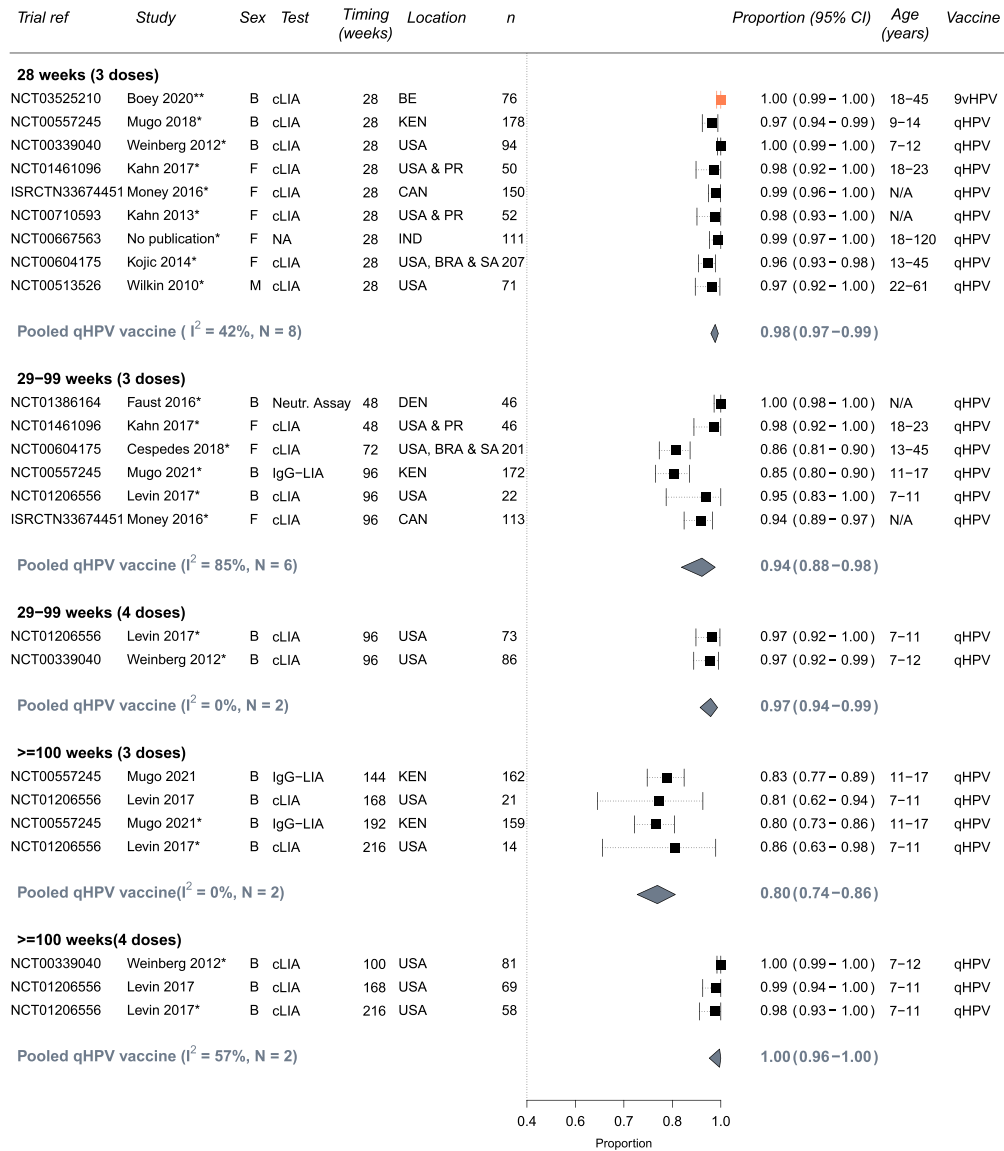 Trial ref Study Sex Test Timing (weeks) Location n Proportion (95% CI) Age (years) Vaccine
28 weeks (3 doses)
NCT03525210 Boey 2020** B cLIA 28 BE 76 1.00 (0.99 − 1.00) 18−45 9vHPV
NCT00557245 Mugo 2018* B cLIA 28 KEN 178 0.97 (0.94 − 0.99) 9−14 qHPV
NCT00339040 Weinberg 2012* B cLIA 28 USA 94 1.00 (0.99 − 1.00) 7−12 qHPV
NCT01461096 Kahn 2017* F cLIA 28 USA & PR 50 0.98 (0.92 − 1.00) 18−23 qHPV
ISRCTN33674451 Money 2016* F cLIA 28 CAN 150 0.99 (0.96 − 1.00) N/A qHPV
NCT00710593 Kahn 2013* F cLIA 28 USA & PR 52 0.98 (0.93 − 1.00) N/A qHPV
NCT00667563 No publication* F NA 28 IND 111 0.99 (0.97 − 1.00) 18−120 qHPV
NCT00604175 Kojic 2014* F cLIA 28 USA, BRA & SA 207 0.96 (0.93 − 0.98) 13−45 qHPV
NCT00513526 Wilkin 2010* M cLIA 28 USA 71 0.97 (0.92 − 1.00) 22−61 qHPV
Pooled qHPV vaccine ( I² = 42%, N = 8) 0.98 (0.97−0.99)
29−99 weeks (3 doses)
NCT01386164 Faust 2016* B Neutr. Assay 48 DEN 46 1.00 (0.98 − 1.00) N/A qHPV
NCT01461096 Kahn 2017* F cLIA 48 USA & PR 46 0.98 (0.92 − 1.00) 18−23 qHPV
NCT00604175 Cespedes 2018* F cLIA 72 USA, BRA & SA 201 0.86 (0.81 − 0.90) 13−45 qHPV
NCT00557245 Mugo 2021* B IgG−LIA 96 KEN 172 0.85 (0.80 − 0.90) 11−17 qHPV
NCT01206556 Levin 2017* B cLIA 96 USA 22 0.95 (0.83 − 1.00) 7−11 qHPV
ISRCTN33674451 Money 2016* F cLIA 96 CAN 113 0.94 (0.89 − 0.97) N/A qHPV
Pooled qHPV vaccine (I² = 85%, N = 6) 0.94 (0.88−0.98)
29−99 weeks (4 doses)
NCT01206556 Levin 2017* B cLIA 96 USA 73 0.97 (0.92 − 1.00) 7−11 qHPV
NCT00339040 Weinberg 2012* B cLIA 96 USA 86 0.97 (0.92 − 0.99) 7−12 qHPV
Pooled qHPV vaccine (I² = 0%, N = 2) 0.97 (0.94−0.99)
>=100 weeks (3 doses)
NCT00557245 Mugo 2021 B IgG−LIA 144 KEN 162 0.83 (0.77 − 0.89) 11−17 qHPV
NCT01206556 Levin 2017 B cLIA 168 USA 21 0.81 (0.62 − 0.94) 7−11 qHPV
NCT00557245 Mugo 2021* B IgG−LIA 192 KEN 159 0.80 (0.73 − 0.86) 11−17 qHPV
NCT01206556 Levin 2017* B cLIA 216 USA 14 0.86 (0.63 − 0.98) 7−11 qHPV
Pooled qHPV vaccine(I² = 0%, N = 2) 0.80 (0.74−0.86)
>=100 weeks(4 doses)
NCT00339040 Weinberg 2012* B cLIA 100 USA 81 1.00 (0.99 − 1.00) 7−12 qHPV
NCT01206556 Levin 2017 B cLIA 168 USA 69 0.99 (0.94 − 1.00) 7−11 qHPV
NCT01206556 Levin 2017* B cLIA 216 USA 58 0.98 (0.93 − 1.00) 7−11 qHPV
Pooled qHPV vaccine (I² = 57%, N = 2) 1.00 (0.96−1.00)
0.4 0.6 0.7 0.8 1.0
Proportion